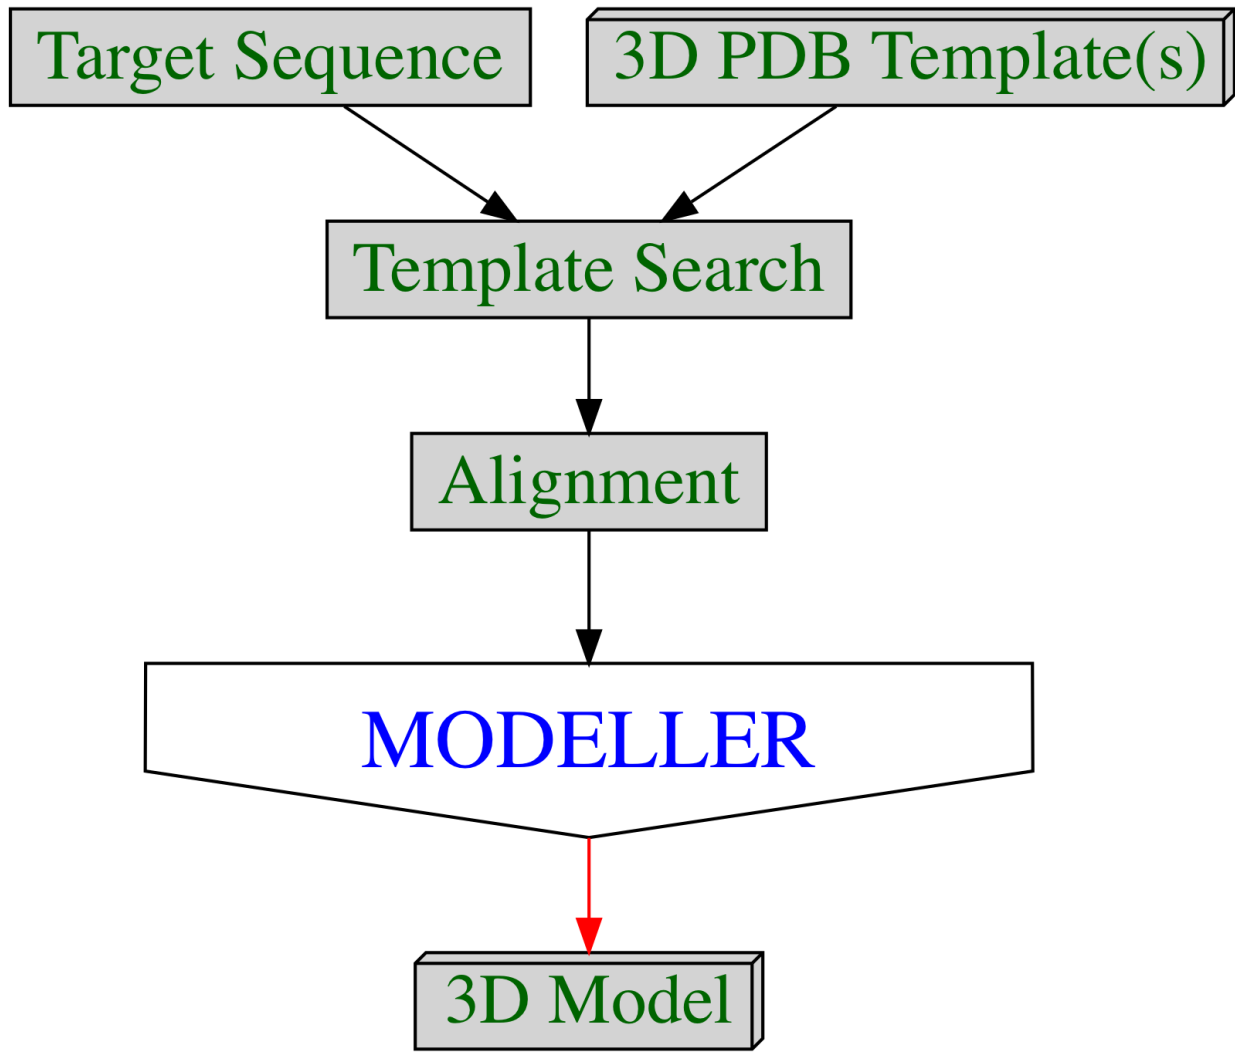 Target Sequence
3D PDB Template(s)
Template Search
Alignment
MODELLER
3D Model